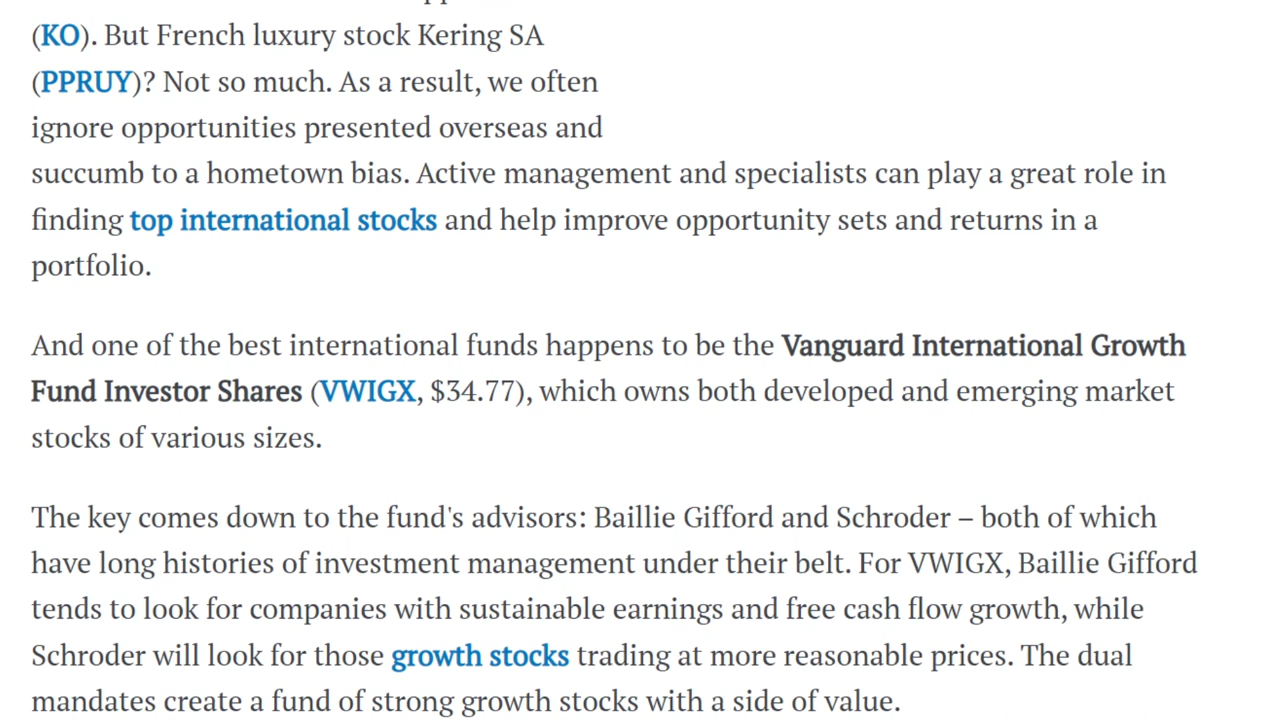 (KO). But French luxury stock Kering SA
(PPRUY)? Not so much. As a result, we often
ignore opportunities presented overseas and
succumb to a hometown bias. Active management and specialists can play a great role in
finding top international stocks and help improve opportunity sets and returns in a
portfolio.
And one of the best international funds happens to be the Vanguard International Growth
Fund Investor Shares (VWIGX, $34.77), which owns both developed and emerging market
stocks of various sizes.
The key comes down to the fund's advisors: Baillie Gifford and Schroder – both of which
have long histories of investment management under their belt. For VWIGX, Baillie Gifford
tends to look for companies with sustainable earnings and free cash flow growth, while
Schroder will look for those growth stocks trading at more reasonable prices. The dual
mandates create a fund of strong growth stocks with a side of value.